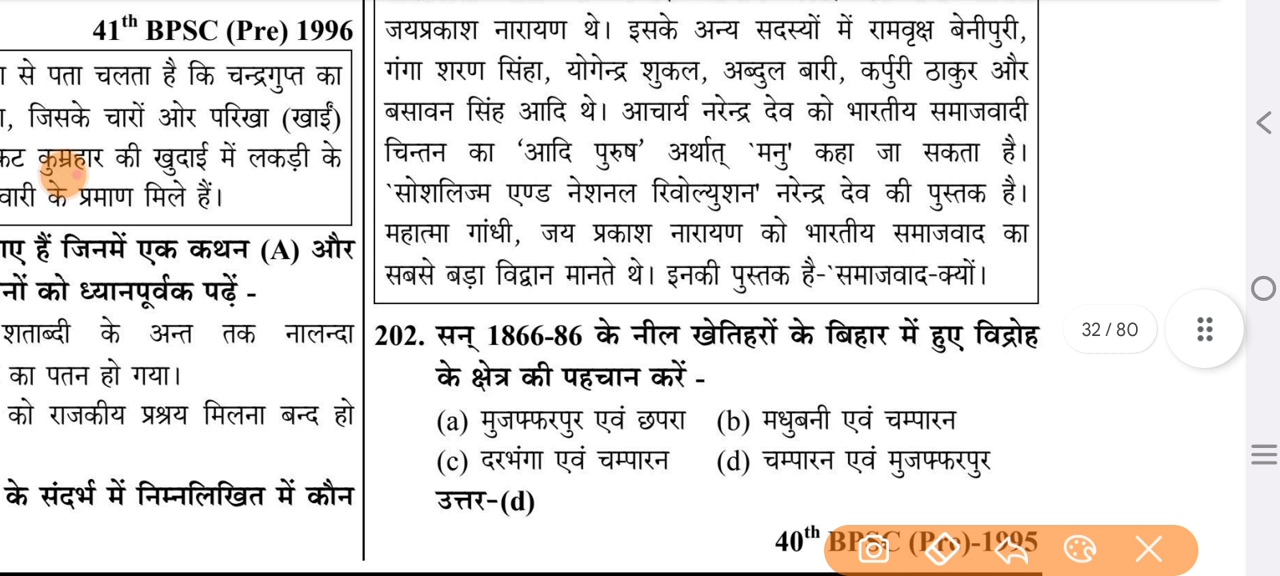 41th BPSC (Pre) 1996
से पता चलता है कि चन्द्रगुप्त का
, जिसके चारों ओर परिखा (खाई)
कुम्रहार की खुदाई में लकड़ी के
के प्रमाण मिले हैं।
गए हैं जिनमें एक कथन (A) और
नों को ध्यानपूर्वक पढ़ें -
शताब्दी के अन्त तक नालन्दा
का पतन हो गया।
को राजकीय प्रश्रय मिलना बन्द हो
के संदर्भ में निम्नलिखित में कौन
जयप्रकाश नारायण थे। इसके अन्य सदस्यों में रामवृक्ष बेनीपुरी,
गंगा शरण सिंहा, योगेन्द्र शुकल, अब्दुल बारी, कर्पुरी ठाकुर और
बसावन सिंह आदि थे। आचार्य नरेन्द्र देव को भारतीय समाजवादी
चिन्तन का ‘आदि पुरुष’ अर्थात् `मनु' कहा जा सकता है।
`सोशलिज्म एण्ड नेशनल रिवोल्युशन' नरेन्द्र देव की पुस्तक है।
महात्मा गांधी, जय प्रकाश नारायण को भारतीय समाजवाद का
सबसे बड़ा विद्वान मानते थे। इनकी पुस्तक है-`समाजवाद-क्यों।
202. सन् 1866-86 के नील खेतिहरों के बिहार में हुए विद्रोह
के क्षेत्र की पहचान करें -
(a) मुजफ्फरपुर एवं छपरा (b) मधुबनी एवं चम्पारन
(c) दरभंगा एवं चम्पारन (d) चम्पारन एवं मुजफ्फरपुर
उत्तर-(d)
40th BPSC (Pre)-1995
32 / 80